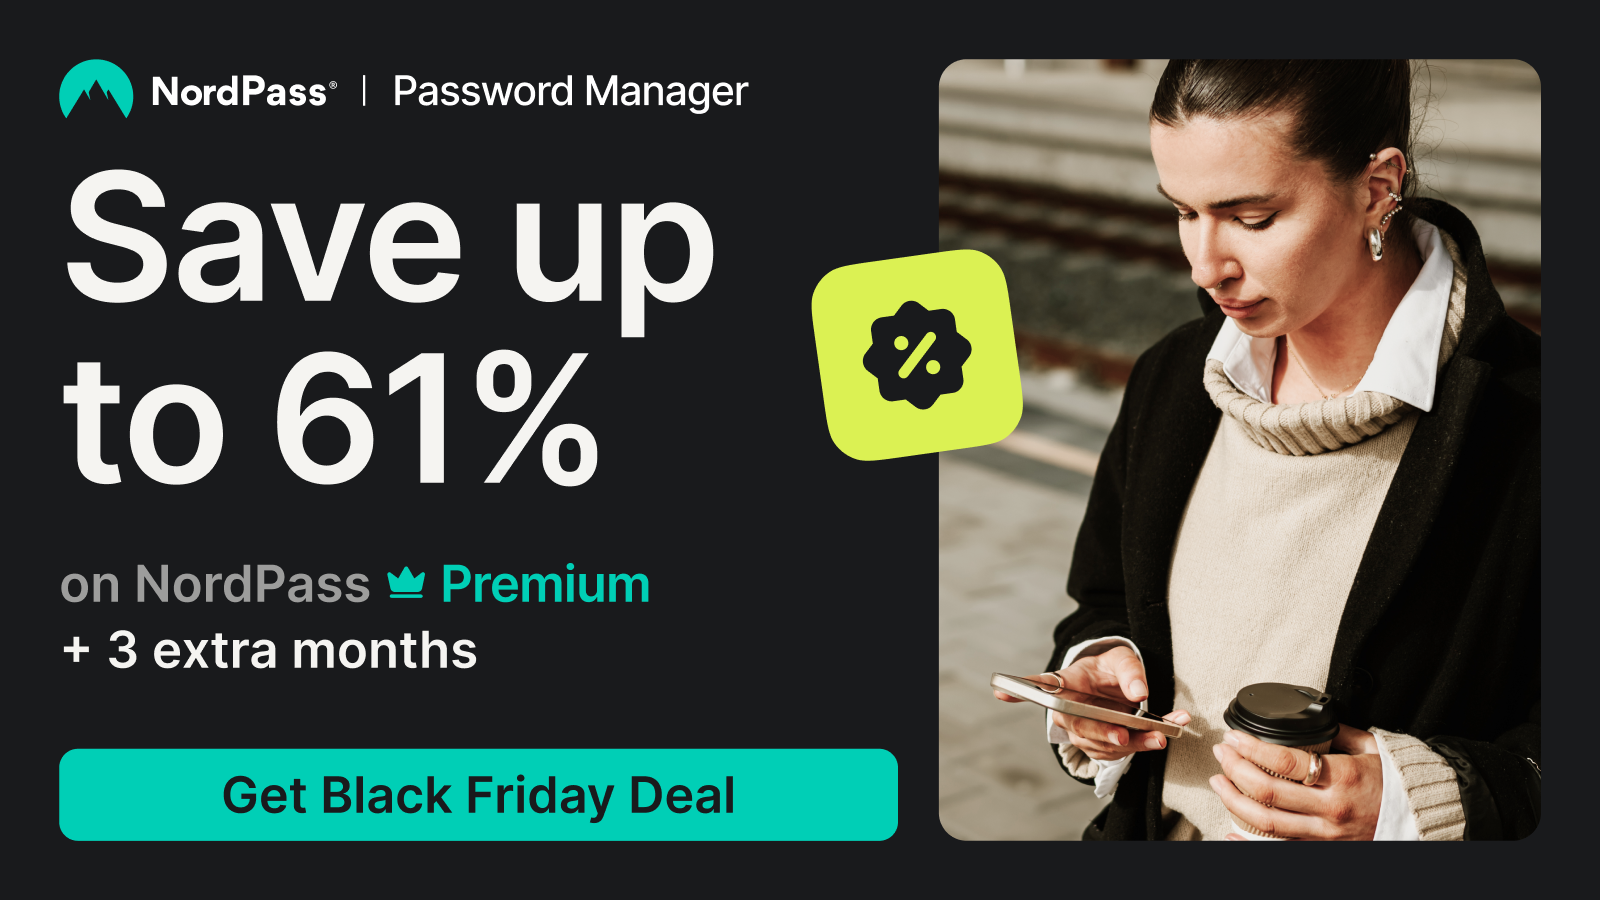 NordPass® | Password Manager
Save up
to 61%
on NordPass Premium
+ 3 extra months
Get Black Friday Deal